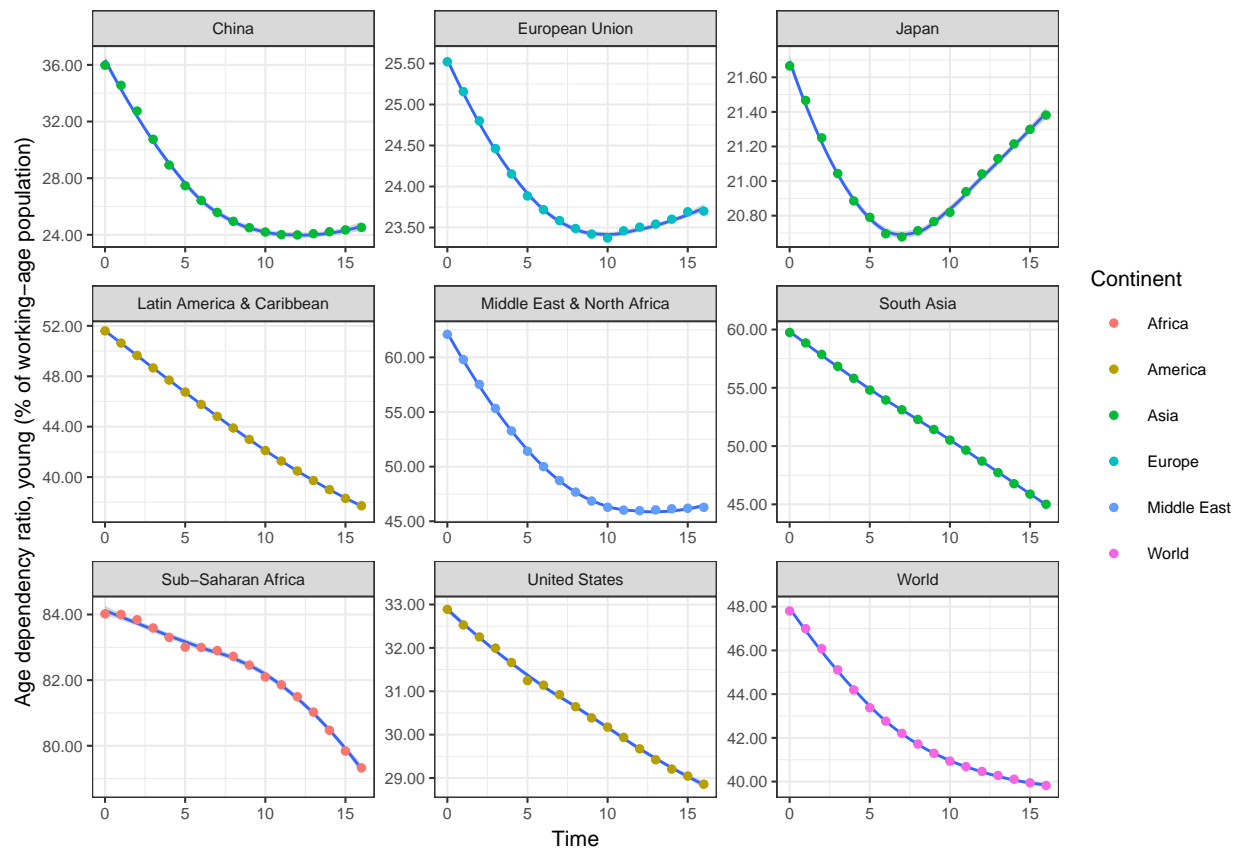 China
European Union
Japan
36.00
32.00
28.00
24.00
0 5 10 15
25.50
25.00
24.50
24.00
23.50
0 5 10 15
21.60
21.20
20.80
0 5 10 15
Latin America & Caribbean
Middle East & North Africa
South Asia
52.00
48.00
44.00
40.00
0 5 10 15
60.00
55.00
50.00
45.00
0 5 10 15
60.00
55.00
50.00
45.00
0 5 10 15
Sub−Saharan Africa
United States
World
84.00
82.00
80.00
0 5 10 15
33.00
32.00
31.00
30.00
29.00
0 5 10 15
48.00
46.00
44.00
42.00
40.00
0 5 10 15
Time
Age dependency ratio, young (% of working−age population)
Continent
Africa
America
Asia
Europe
Middle East
World